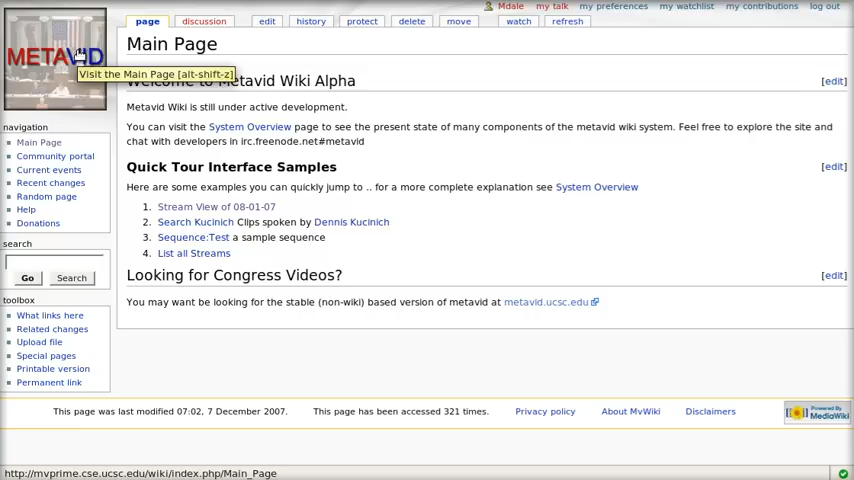 Mdale my talk my preferences my watchlist my contributions log out
page discussion edit history protect delete move watch refresh
METAVID
Main Page
Visit the Main Page [alt-shift-z]
Welcome to Metavid Wiki Alpha [edit]
Metavid Wiki is still under active development.
You can visit the System Overview page to see the present state of many components of the metavid wiki system. Feel free to explore the site and
chat with developers in irc.freenode.net#metavid
Quick Tour Interface Samples [edit]
Here are some examples you can quickly jump to .. for a more complete explanation see System Overview
1. Stream View of 08-01-07
2. Search Kucinich Clips spoken by Dennis Kucinich
3. Sequence:Test a sample sequence
4. List all Streams
Looking for Congress Videos? [edit]
You may want be looking for the stable (non-wiki) based version of metavid at metavid.ucsc.edu
navigation
Main Page
Community portal
Current events
Recent changes
Random page
Help
Donations
search
Go Search
toolbox
What links here
Related changes
Upload file
Special pages
Printable version
Permanent link
This page was last modified 07:02, 7 December 2007. This page has been accessed 321 times. Privacy policy About MvWiki Disclaimers
Powered By
MediaWiki
http://mvprime.cse.ucsc.edu/wiki/index.php/Main_Page